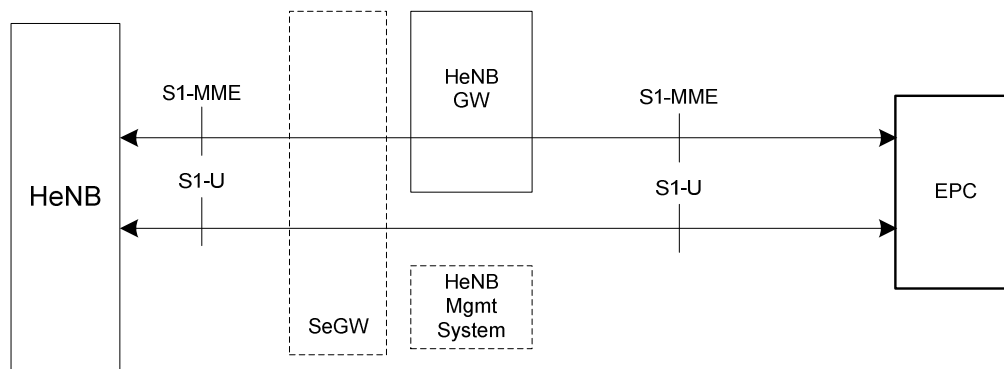 HeNB
GW
S1-MME
S1-MME
S1-U
S1-U
HeNB
EPC
HeNB
Mgmt
System
SeGW